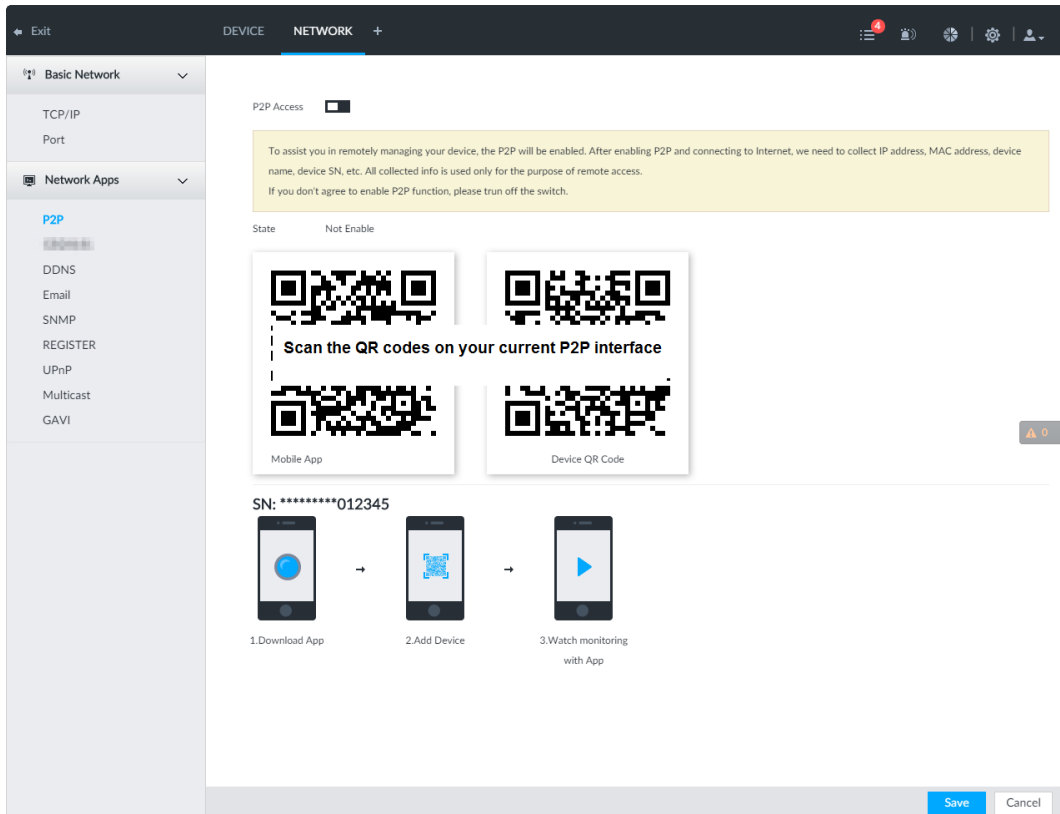 Exit
DEVICE NETWORK +
4
Basic Network
TCP/IP
Port
Network Apps
P2P
DDNS
Email
SNMP
REGISTER
UPnP
Multicast
GAVI
P2P Access
To assist you in remotely managing your device, the P2P will be enabled. After enabling P2P and connecting to Internet, we need to collect IP address, MAC address, device
name, device SN, etc. All collected info is used only for the purpose of remote access.
If you don't agree to enable P2P function, please trun off the switch.
State Not Enable
Scan the QR codes on your current P2P interface
Mobile App Device QR Code
0
SN: *********012345
1.Download App 2.Add Device 3.Watch monitoring
with App
Save Cancel